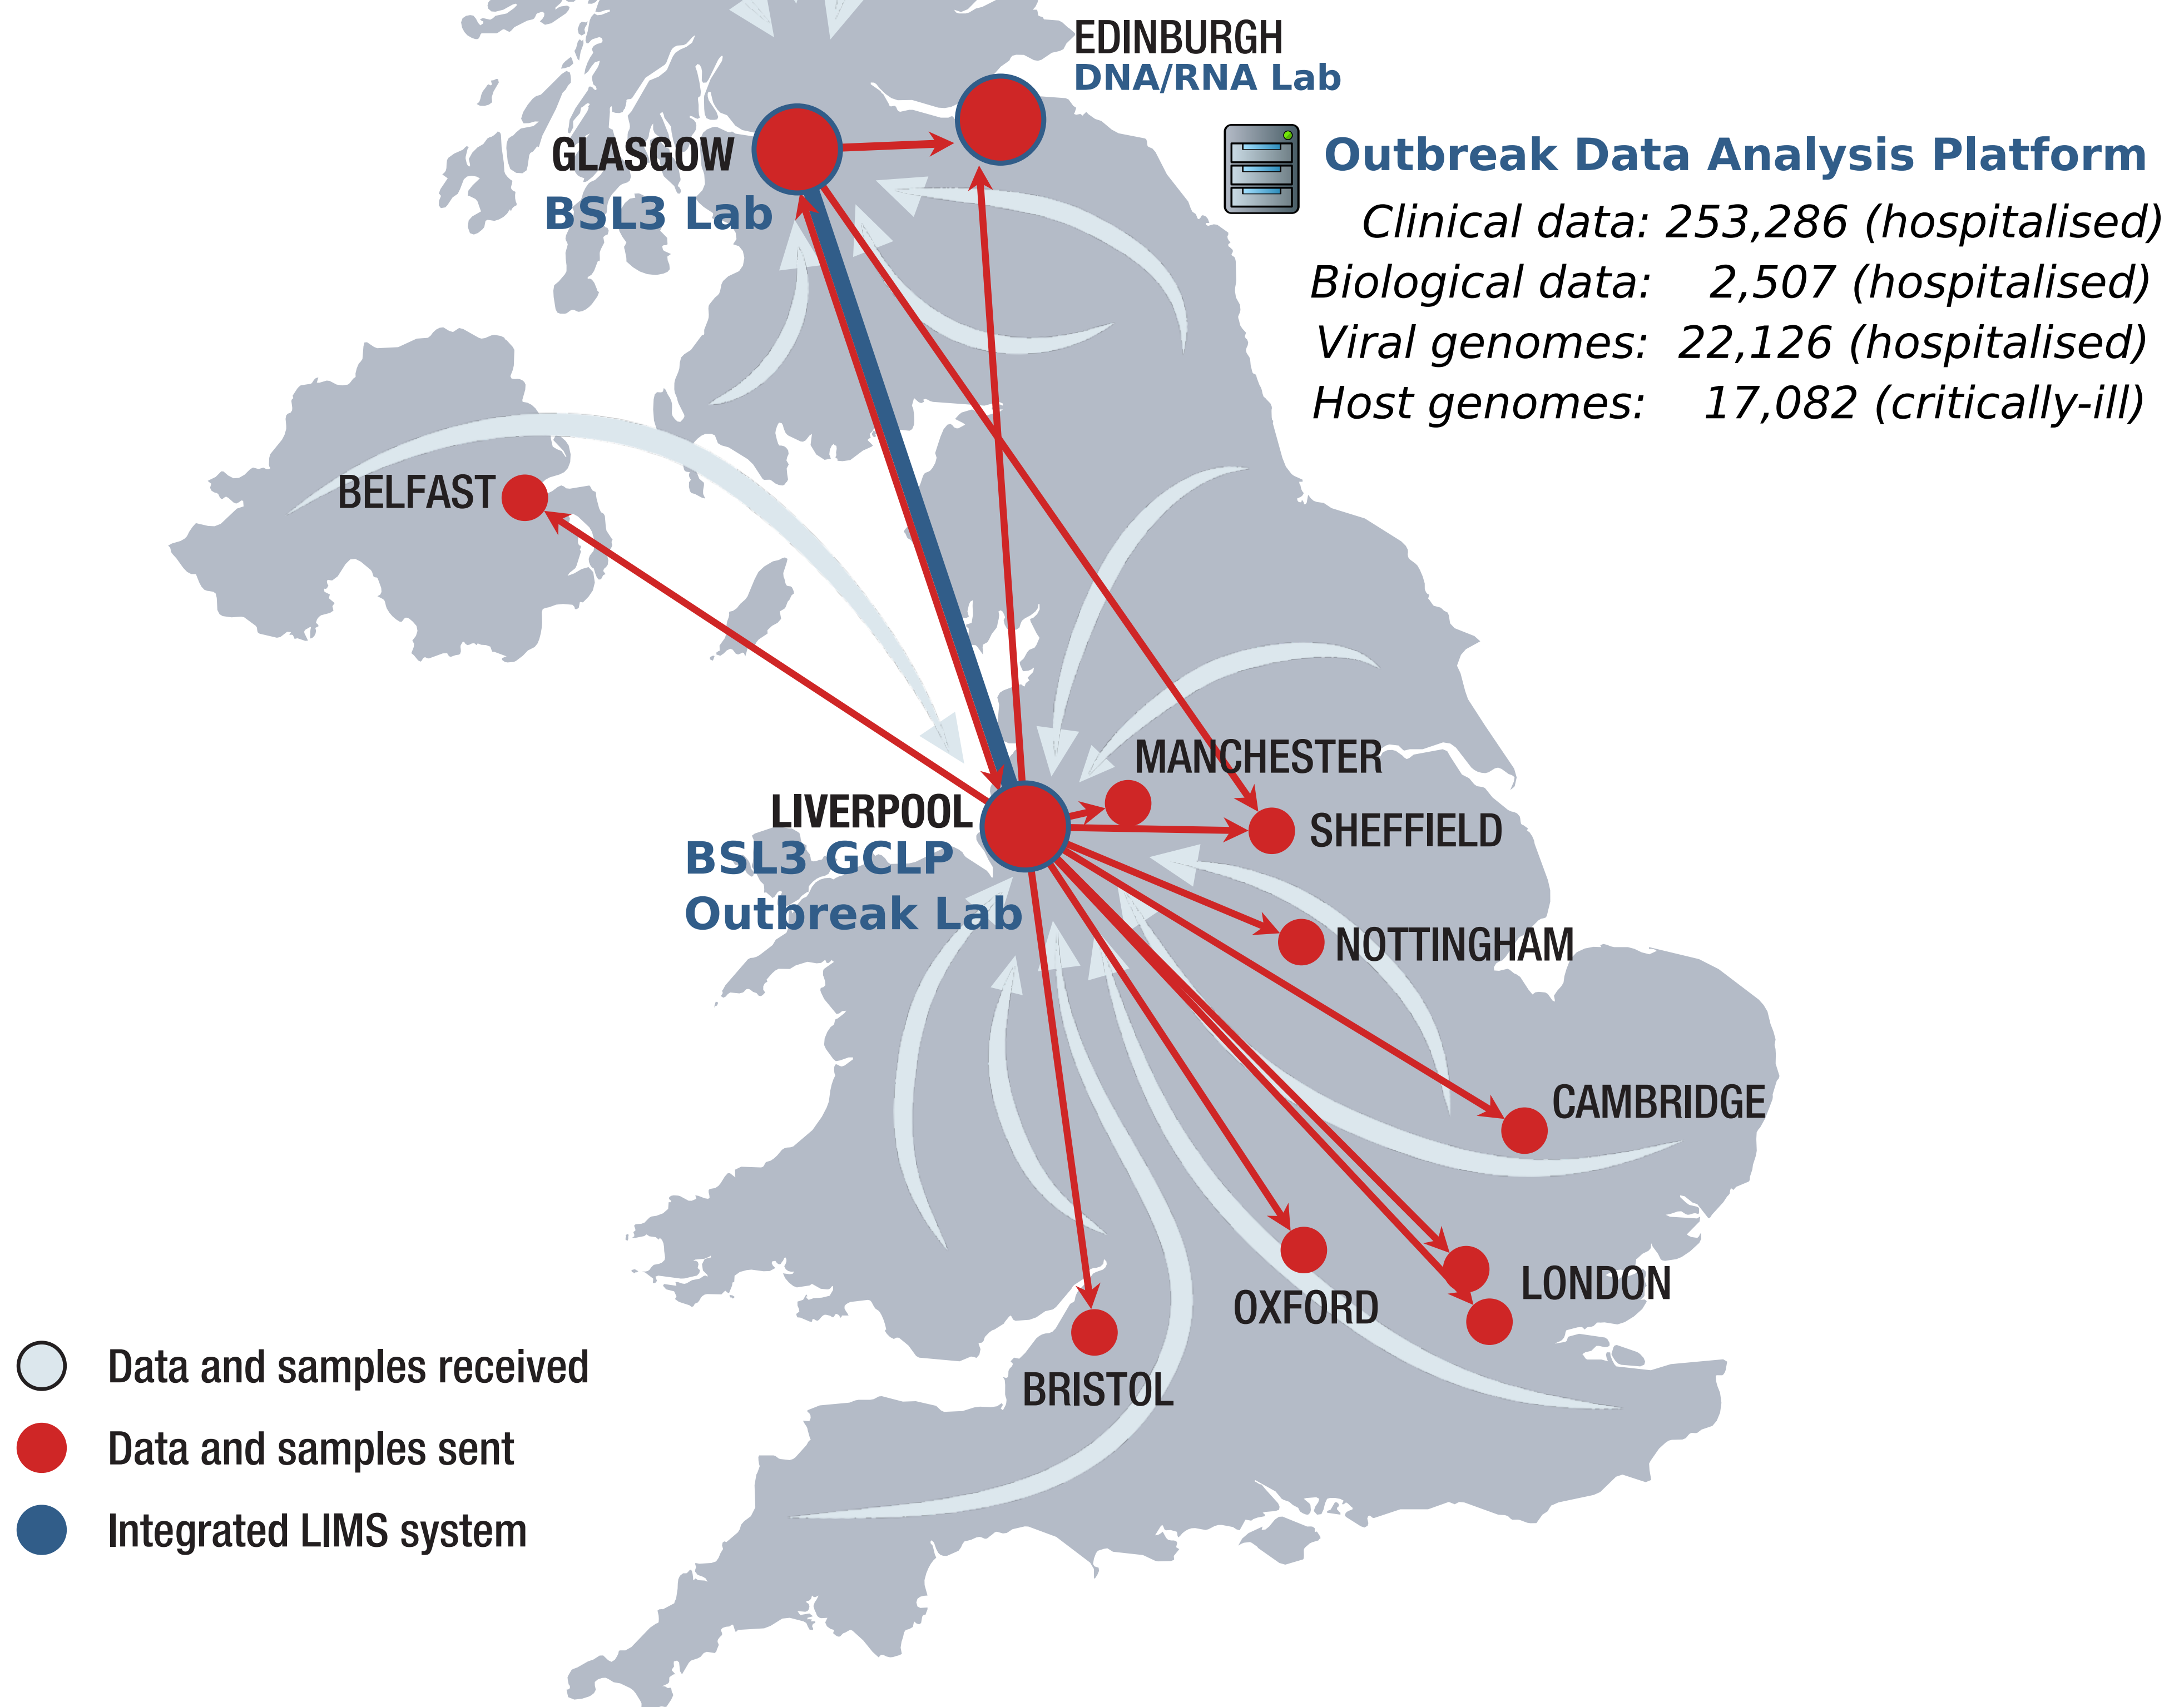 EDINBURGH
DNA/RNA Lab
GLASGOW
BSL3 Lab
Outbreak Data Analysis Platform
Clinical data: 253,286 (hospitalised)
Biological data: 2,507 (hospitalised)
Viral genomes: 22,126 (hospitalised)
Host genomes: 17,082 (critically-ill)
BELFAST
MANCHESTER
LIVERPOOL
BSL3 GCLP
Outbreak Lab
SHEFFIELD
NOTTINGHAM
CAMBRIDGE
LONDON
OXFORD
BRISTOL
Data and samples received
Data and samples sent
Integrated LIMS system